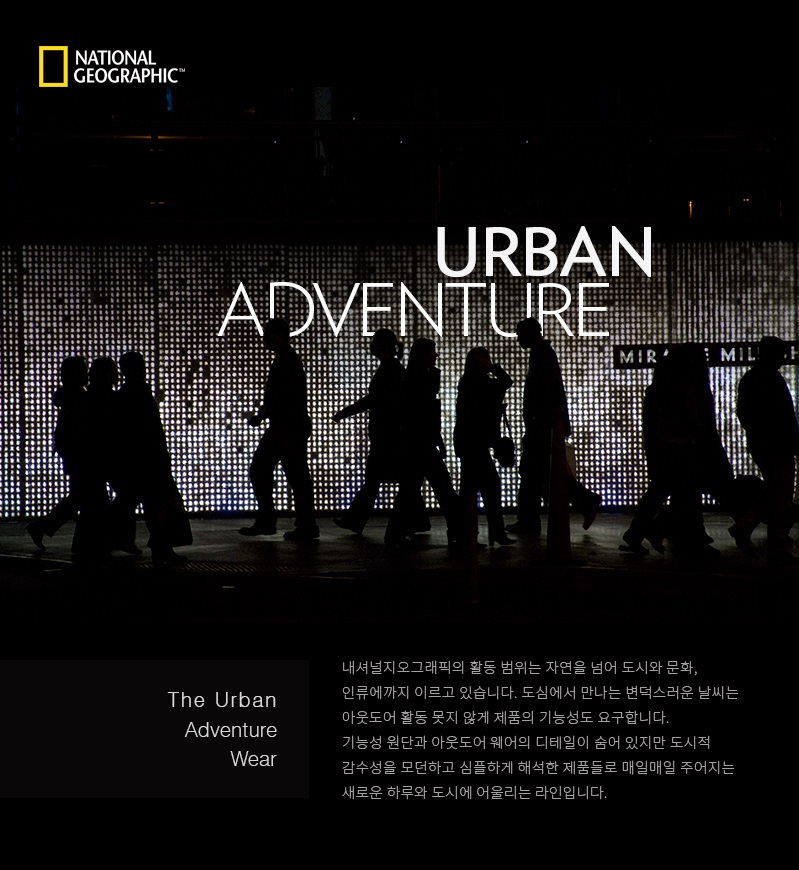 NATIONAL
GEOGRAPHIC™
URBAN
ADVENTURE
The Urban
Adventure
Wear
내셔널지오그래픽의 활동 범위는 자연을 넘어 도시와 문화,
인류에까지 이르고 있습니다. 도심에서 만나는 변덕스러운 날씨는
아웃도어 활동 못지 않게 제품의 기능성도 요구합니다.
기능성 원단과 아웃도어 웨어의 디테일이 숨어 있지만 도시적
감수성을 모던하고 심플하게 해석한 제품들로 매일매일 주어지는
새로운 하루와 도시에 어울리는 라인입니다.